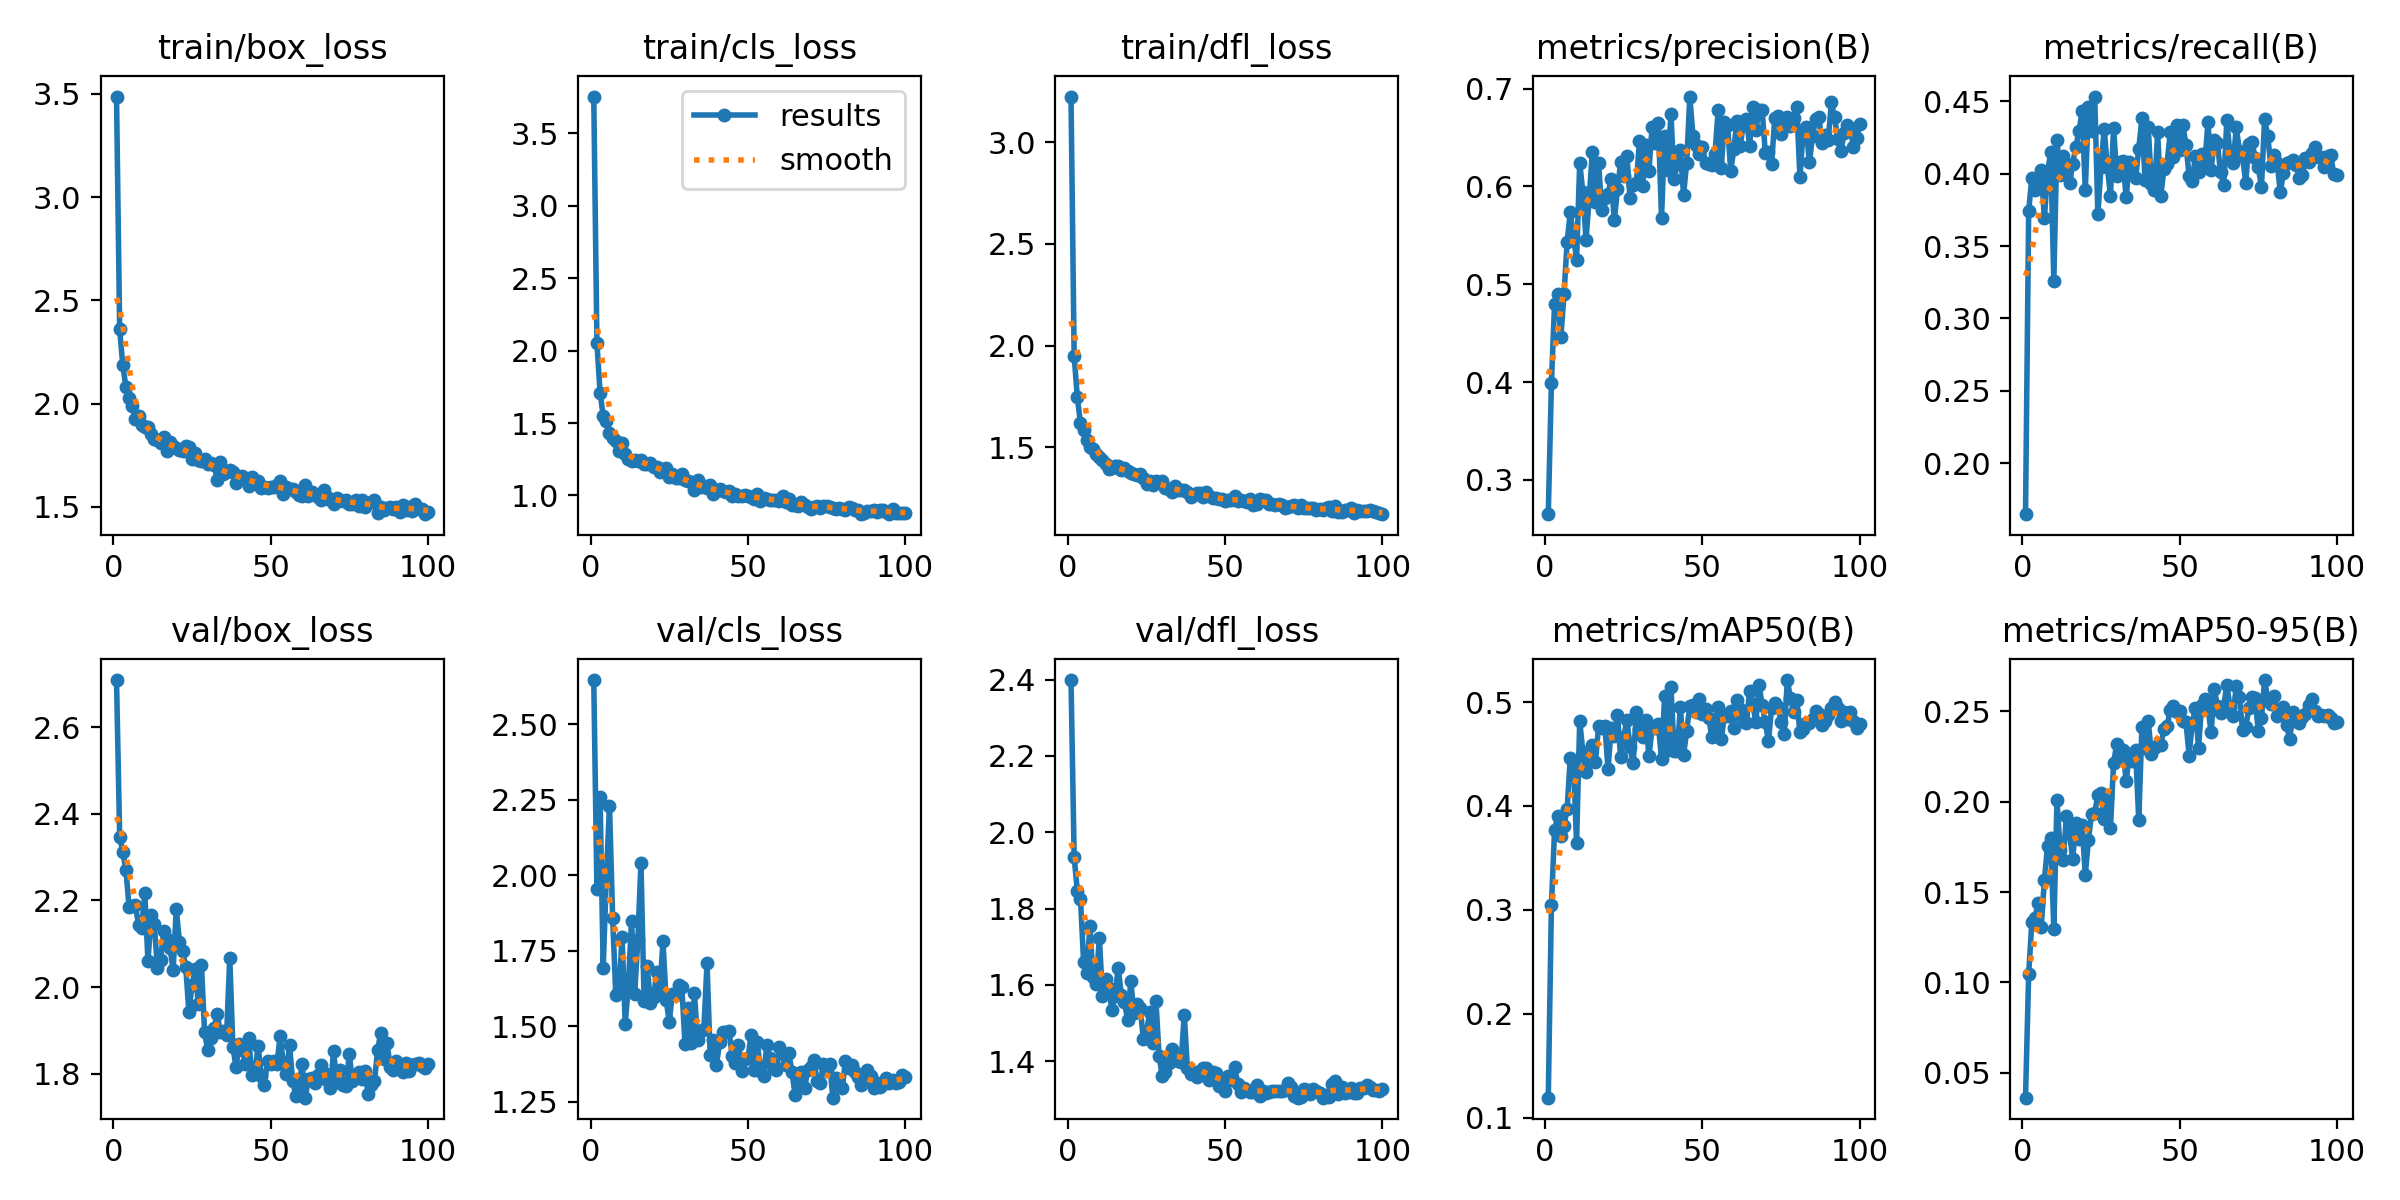 train/box_loss
3.5
3.0
2.5
2.0
1.5
0 50 100
train/cls_loss
results
smooth
3.5
3.0
2.5
2.0
1.5
1.0
0 50 100
train/dfl_loss
3.0
2.5
2.0
1.5
0 50 100
metrics/precision(B)
0.7
0.6
0.5
0.4
0.3
0 50 100
metrics/recall(B)
0.45
0.40
0.35
0.30
0.25
0.20
0 50 100
val/box_loss
2.6
2.4
2.2
2.0
1.8
0 50 100
val/cls_loss
2.50
2.25
2.00
1.75
1.50
1.25
0 50 100
val/dfl_loss
2.4
2.2
2.0
1.8
1.6
1.4
0 50 100
metrics/mAP50(B)
0.5
0.4
0.3
0.2
0.1
0 50 100
metrics/mAP50-95(B)
0.25
0.20
0.15
0.10
0.05
0 50 100